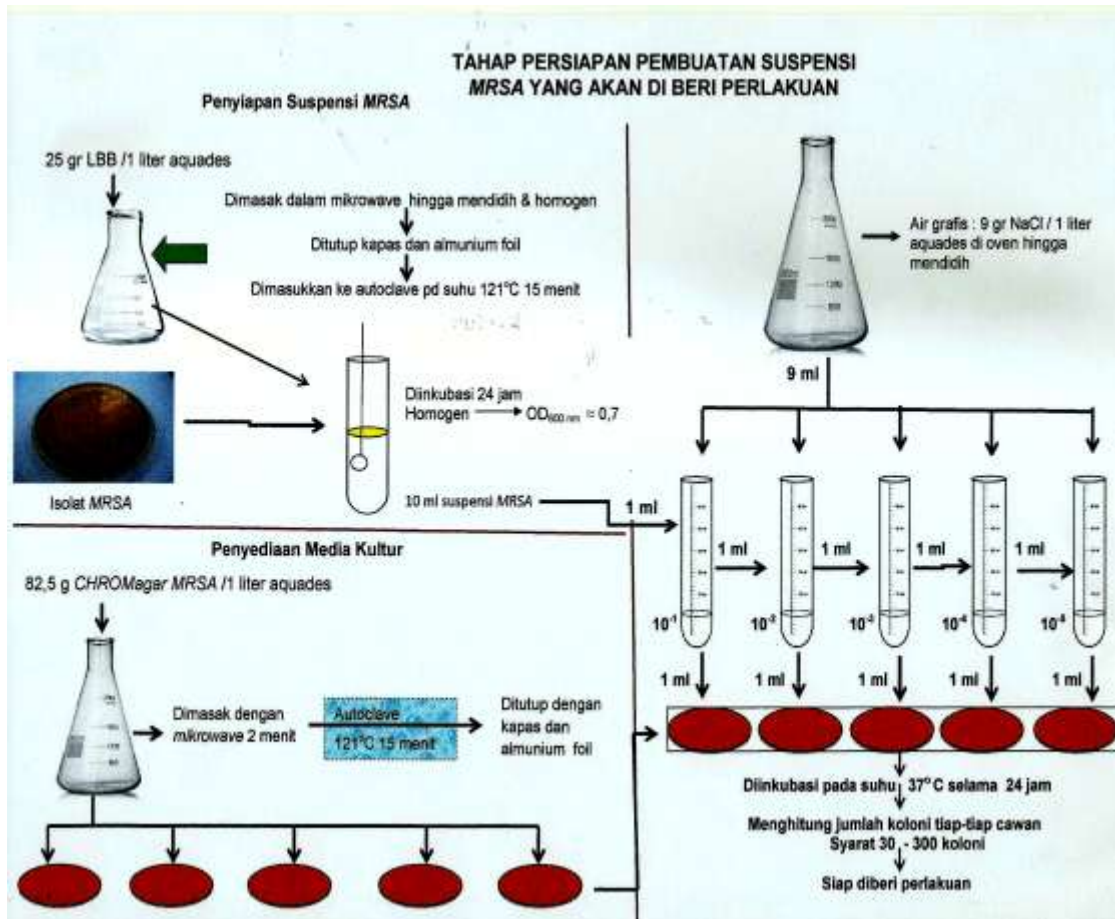 TAHAP PERSIAPAN PEMBUATAN SUSPENSI
MRSA YANG AKAN DI BERI PERLAKUAN
Penyiapan Suspensi MRSA
25 gr LBB /1 liter aquades
Dimasak dalam mikrowave hingga mendidih & homogen
Ditutup kapas dan almunium foil
Dimasukkan ke autoclave pd suhu 121°C 15 menit
Diinkubasi 24 jam
Homogen → OD600 nm ≈ 0,7
Isolat MRSA
10 ml suspensi MRSA
Air grafis : 9 gr NaCl / 1 liter
aquades di oven hingga
mendidih
9 ml
1 ml
1 ml
1 ml
1 ml
1 ml
10-1
10-2
10-3
10-4
10-5
1 ml
1 ml
1 ml
1 ml
1 ml
Diinkubasi pada suhu 37°C selama 24 jam
Menghitung jumlah koloni tiap-tiap cawan
Syarat 30 - 300 koloni
Siap diberi perlakuan
Penyediaan Media Kultur
82,5 g CHROMagar MRSA /1 liter aquades
Dimasak dengan
mikrowave 2 menit
Autoclave
121°C 15 menit
Ditutup dengan
kapas dan
almunium foil